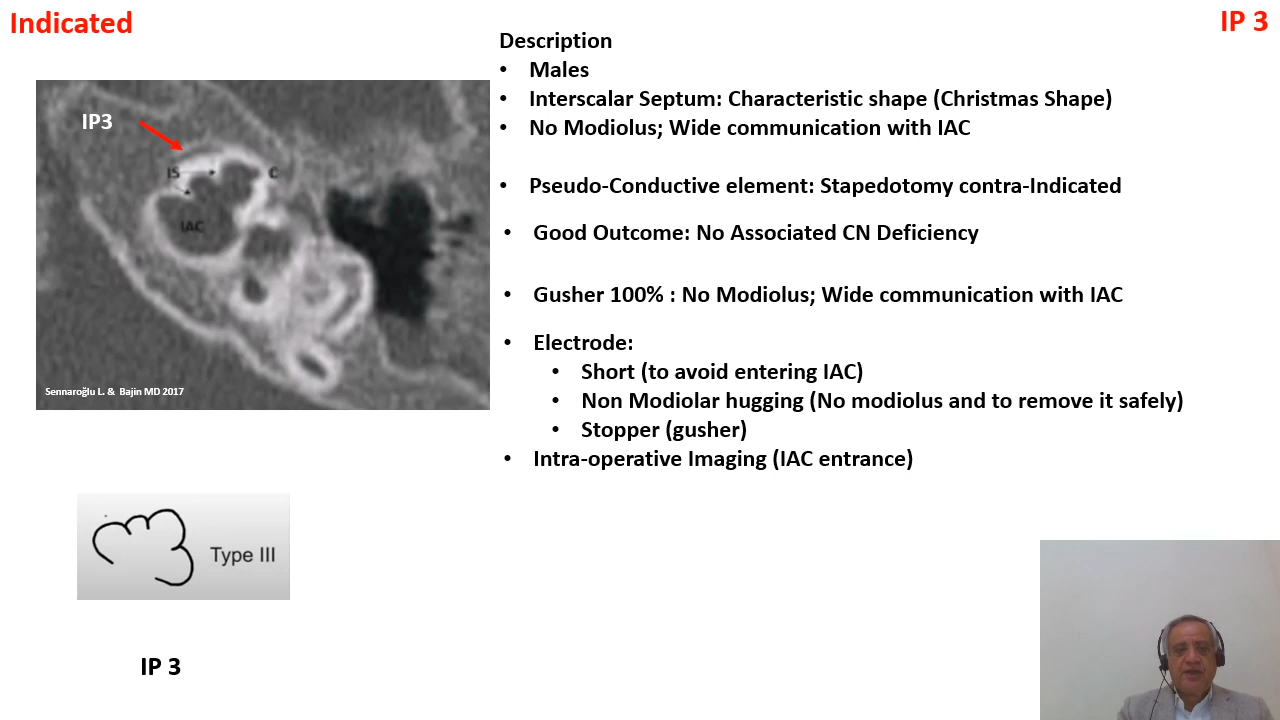 Indicated
IP 3
Description
• Males
• Interscalar Septum: Characteristic shape (Christmas Shape)
• No Modiolus; Wide communication with IAC
• Pseudo-Conductive element: Stapedotomy contra-Indicated
• Good Outcome: No Associated CN Deficiency
• Gusher 100% : No Modiolus; Wide communication with IAC
• Electrode:
• Short (to avoid entering IAC)
• Non Modiolar hugging (No modiolus and to remove it safely)
• Stopper (gusher)
• Intra-operative Imaging (IAC entrance)
IP3
IS
C
IAC
Sennaroğlu L. & Bajin MD 2017
Type III
IP 3